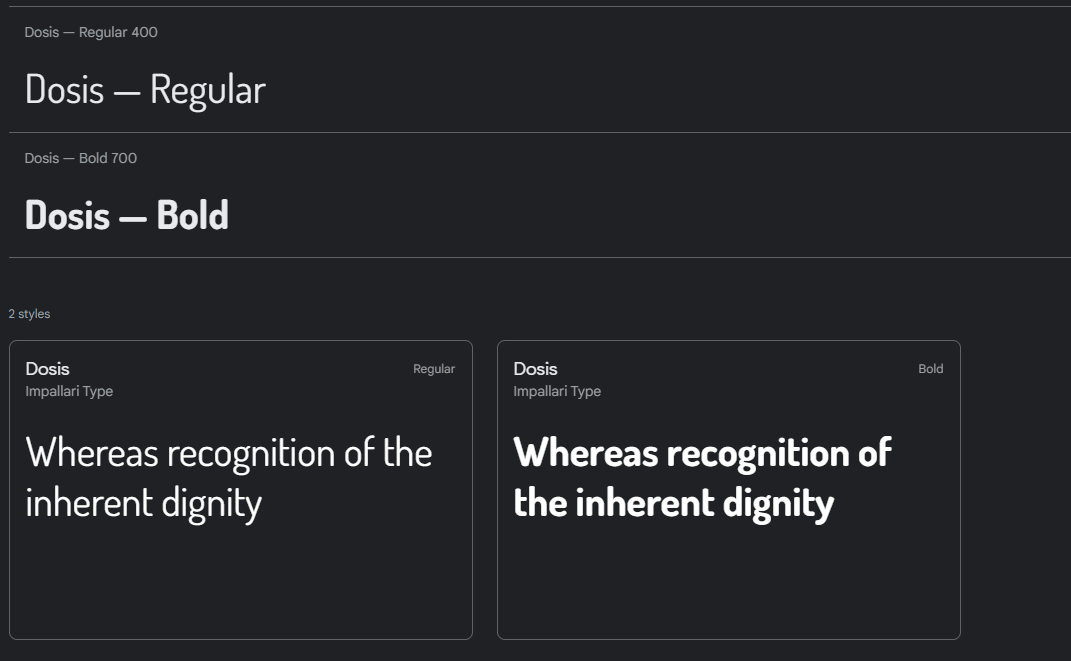 Dosis — Regular 400
Dosis — Regular
Dosis — Bold 700
Dosis — Bold
2 styles
Dosis
Regular
Impallari Type
Whereas recognition of the
inherent dignity
Dosis
Bold
Impallari Type
Whereas recognition of
the inherent dignity